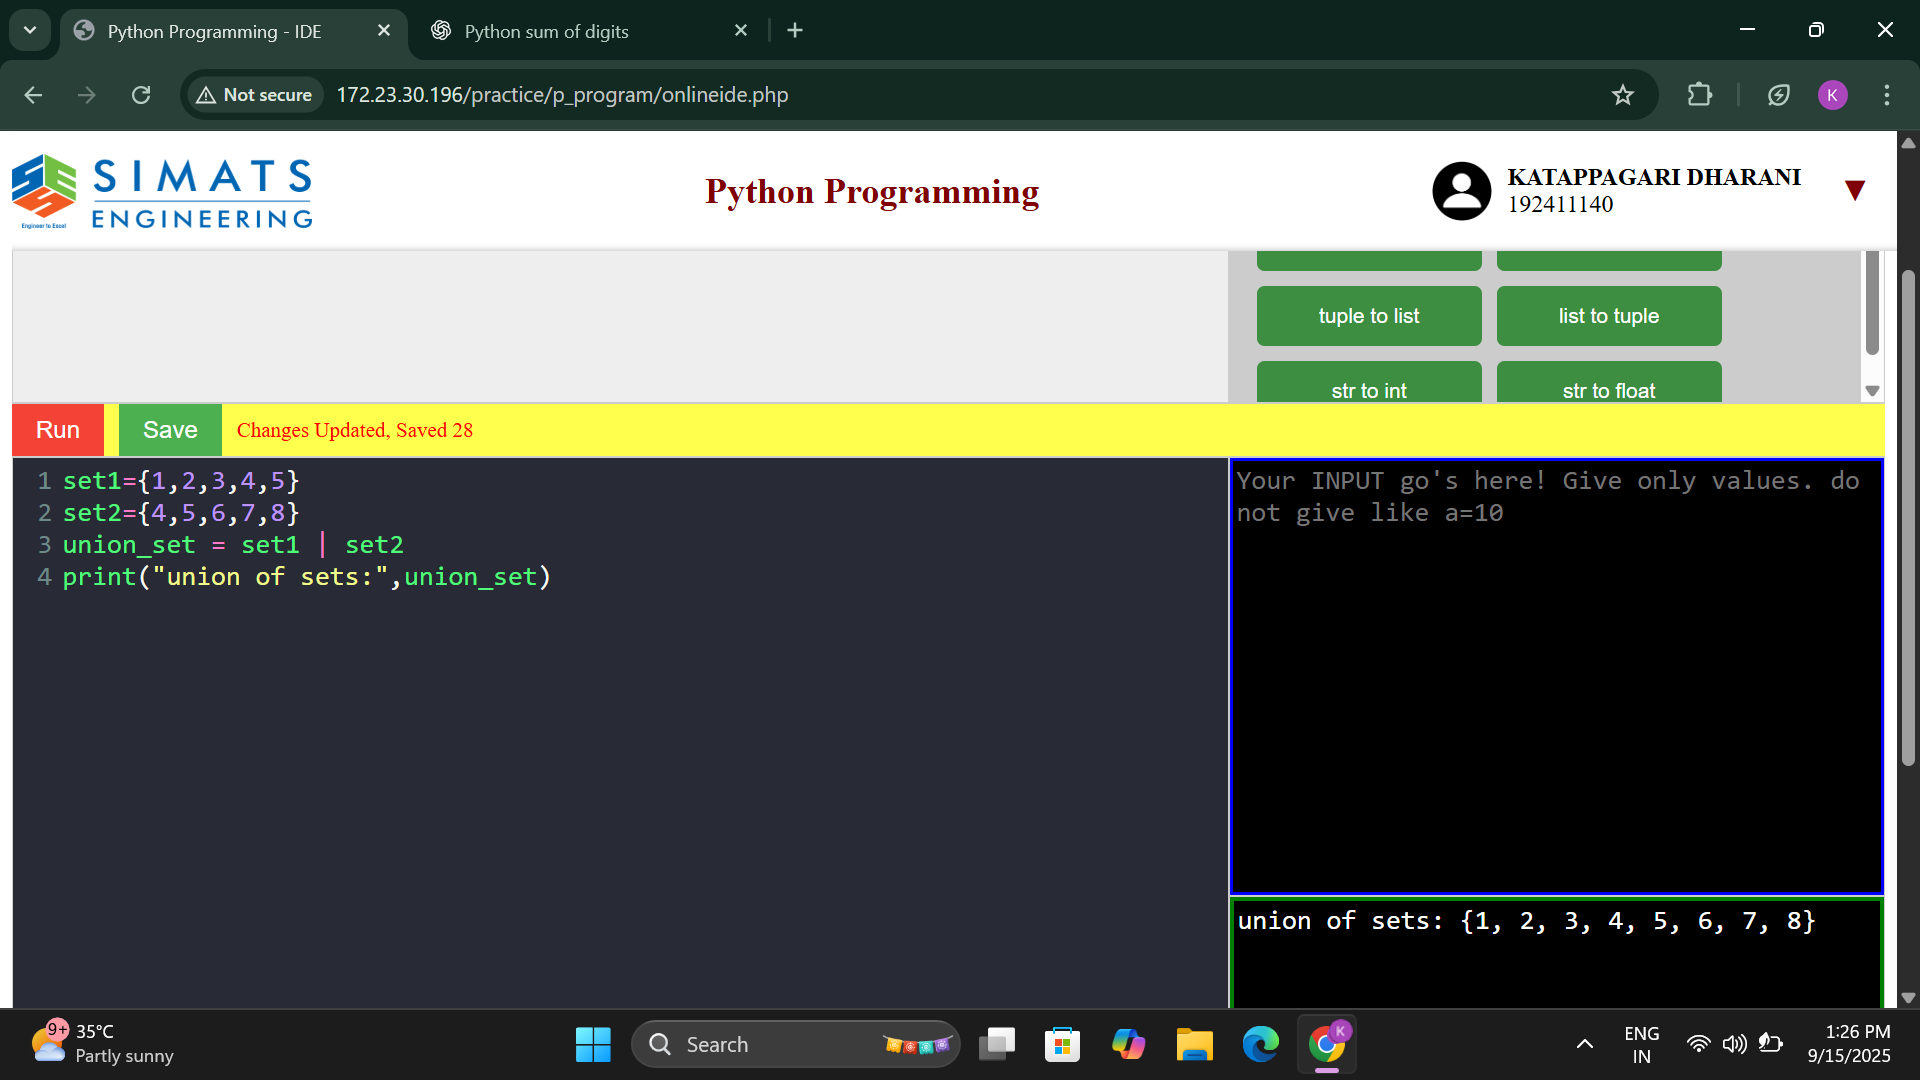 Python Programming - IDE
Python sum of digits
Not secure
172.23.30.196/practice/p_program/onlineide.php
K
SIMATS
ENGINEERING
Engineer to Excel
Python Programming
KATAPPAGARI DHARANI
192411140
tuple to list
list to tuple
str to int
str to float
Run
Save
Changes Updated, Saved 28
1 set1={1,2,3,4,5}
2 set2={4,5,6,7,8}
3 union_set = set1 | set2
4 print("union of sets:",union_set)
Your INPUT go's here! Give only values. do
not give like a=10
union of sets: {1, 2, 3, 4, 5, 6, 7, 8}
9+
35°C
Partly sunny
Search
K
ENG
IN
1:26 PM
9/15/2025